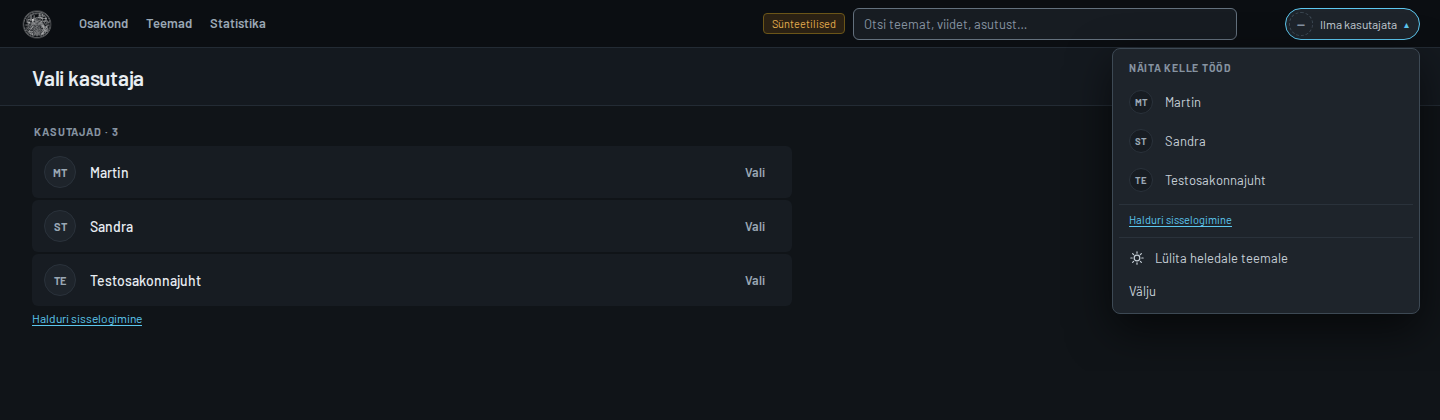 Osakond Teemad Statistika Sünteetilised Otsi teemat, viidet, asutust... – Ilma kasutajata ▲
Vali kasutaja
KASUTAJAD · 3
MT Martin Vali
ST Sandra Vali
TE Testosakonnajuht Vali
Halduri sisselogimine
NÄITA KELLE TÖÖD
MT Martin
ST Sandra
TE Testosakonnajuht
Halduri sisselogimine
Lülita heledale teemale
Välju